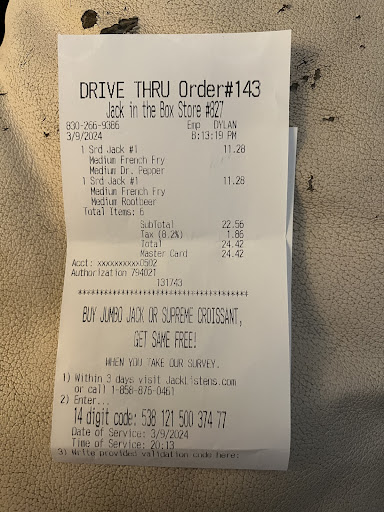 DRIVE THRU Order#143
Jack in the Box Store #827
830-266-9386 Emp DYLAN
3/9/2024 8:13:19 PM
1 Srd Jack #1 11.28
Medium French Fry
Medium Dr. Pepper
1 Srd Jack #1 11.28
Medium French Fry
Medium Rootbeer
Total Items: 6
SubTotal 22.56
Tax (8.2%) 1.86
Total 24.42
Master Card 24.42
Acct: xxxxxxxxxx0502
Authorization 794021
131743
****************************************
BUY JUMBO JACK OR SUPREME CROISSANT,
GET SAME FREE!
WHEN YOU TAKE OUR SURVEY.
1) Within 3 days visit JackListens.com
or call 1-858-875-0461
2) Enter...
14 digit code: 538 121 500 374 77
Date of Service: 3/9/2024
Time of Service: 20:13
3) Write provided validation code here: